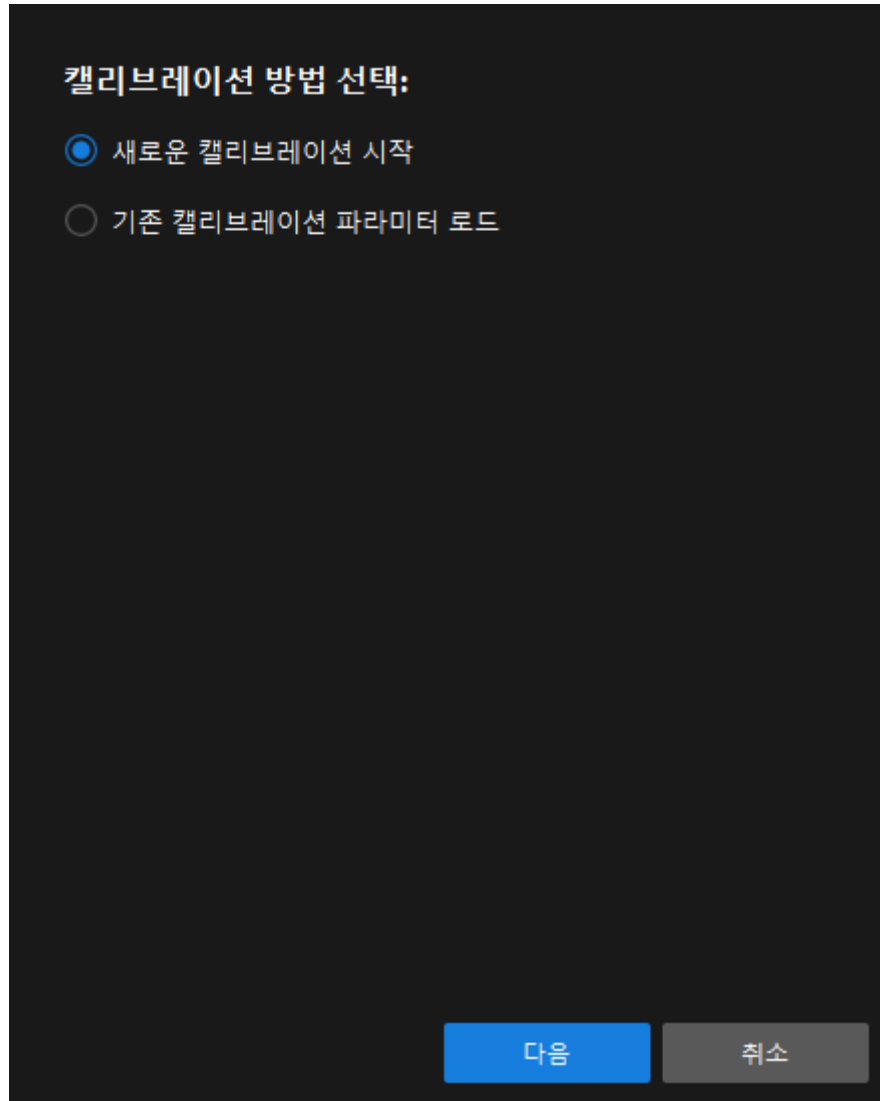 캘리브레이션 방법 선택:
새로운 캘리브레이션 시작
기존 캘리브레이션 파라미터 로드
다음
취소